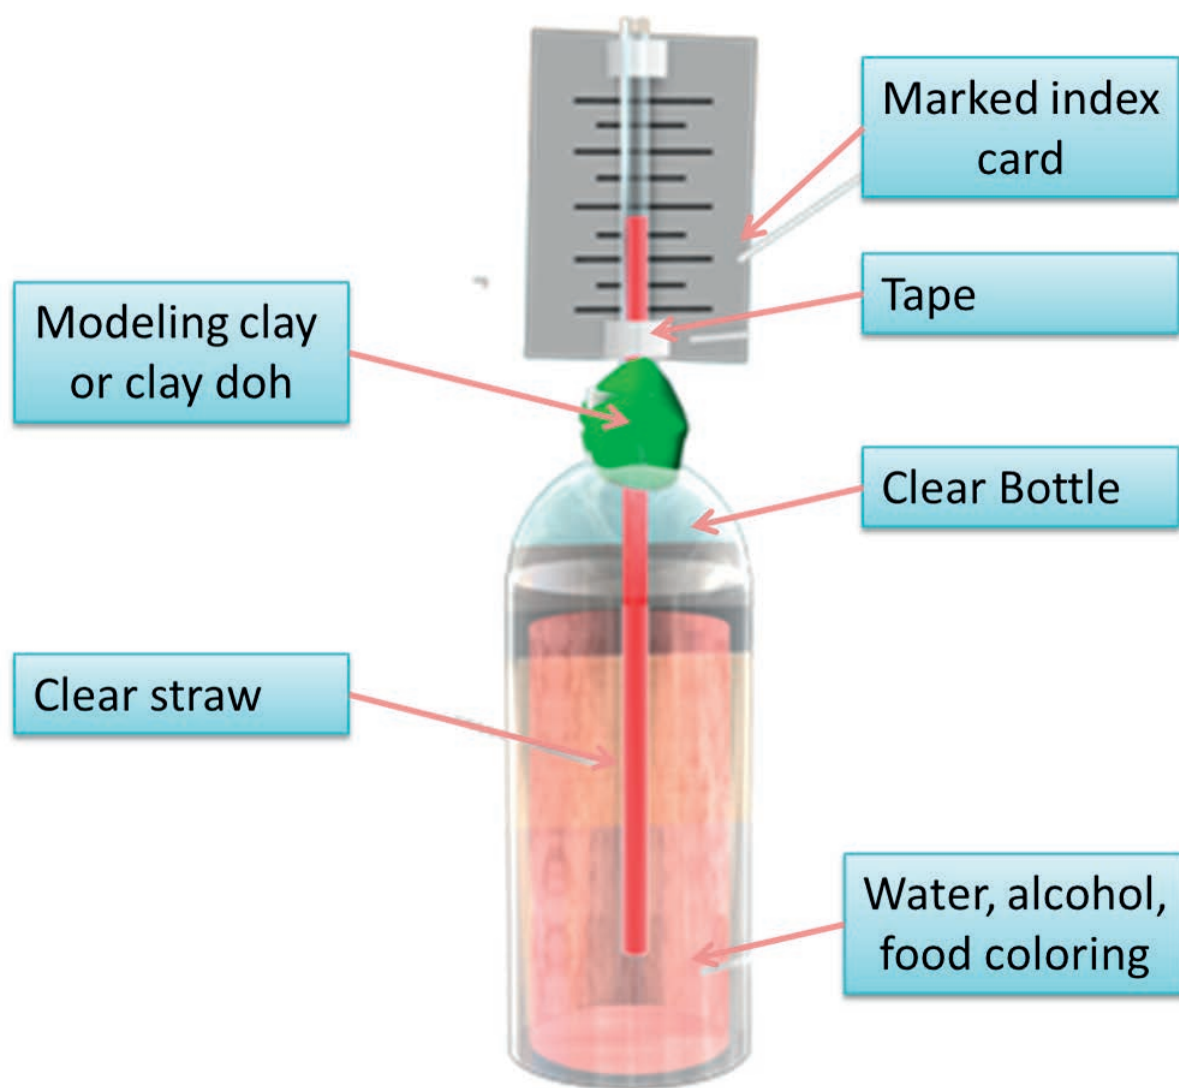 Marked index
card
Tape
Modeling clay
or clay doh
Clear Bottle
Clear straw
Water, alcohol,
food coloring